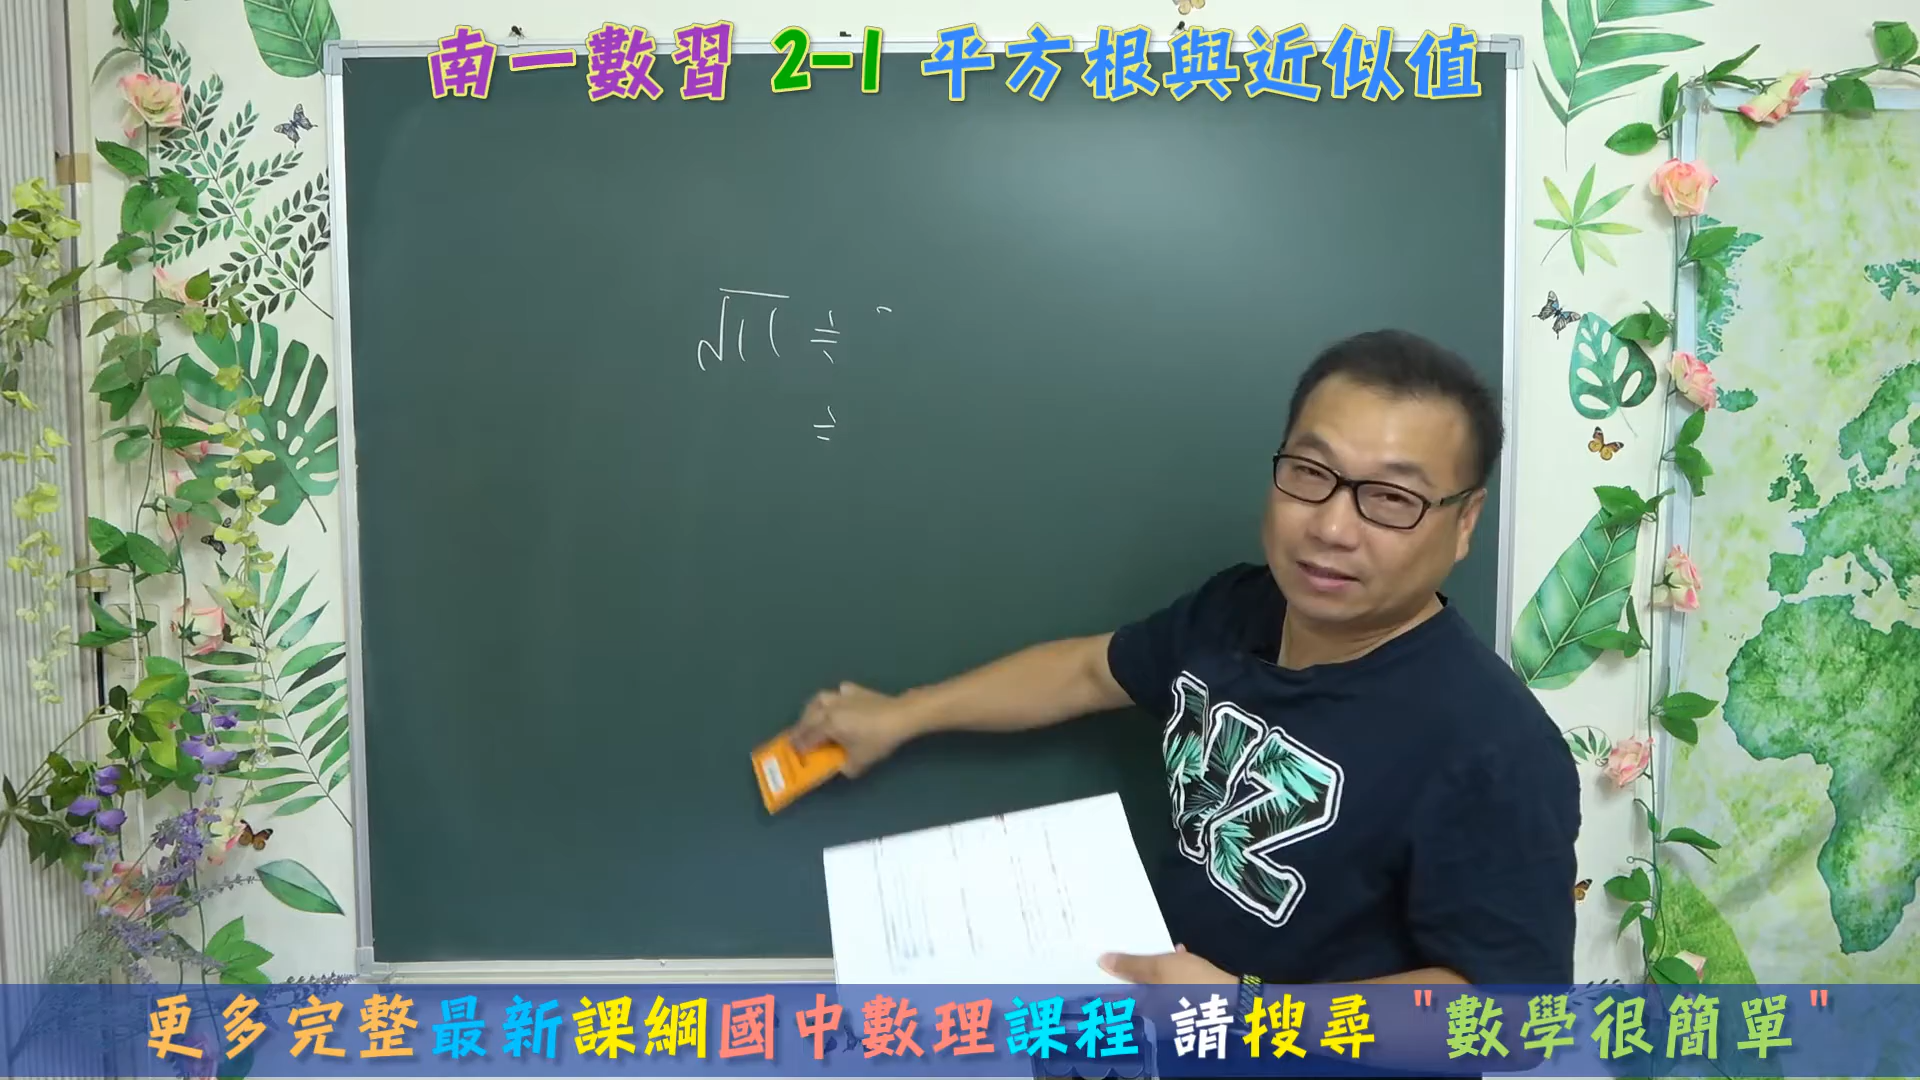 南一數習 2-1 平方根與近似值
√11 ≒
≒
更多完整最新課綱國中數理課程 請搜尋 "數學很簡單"